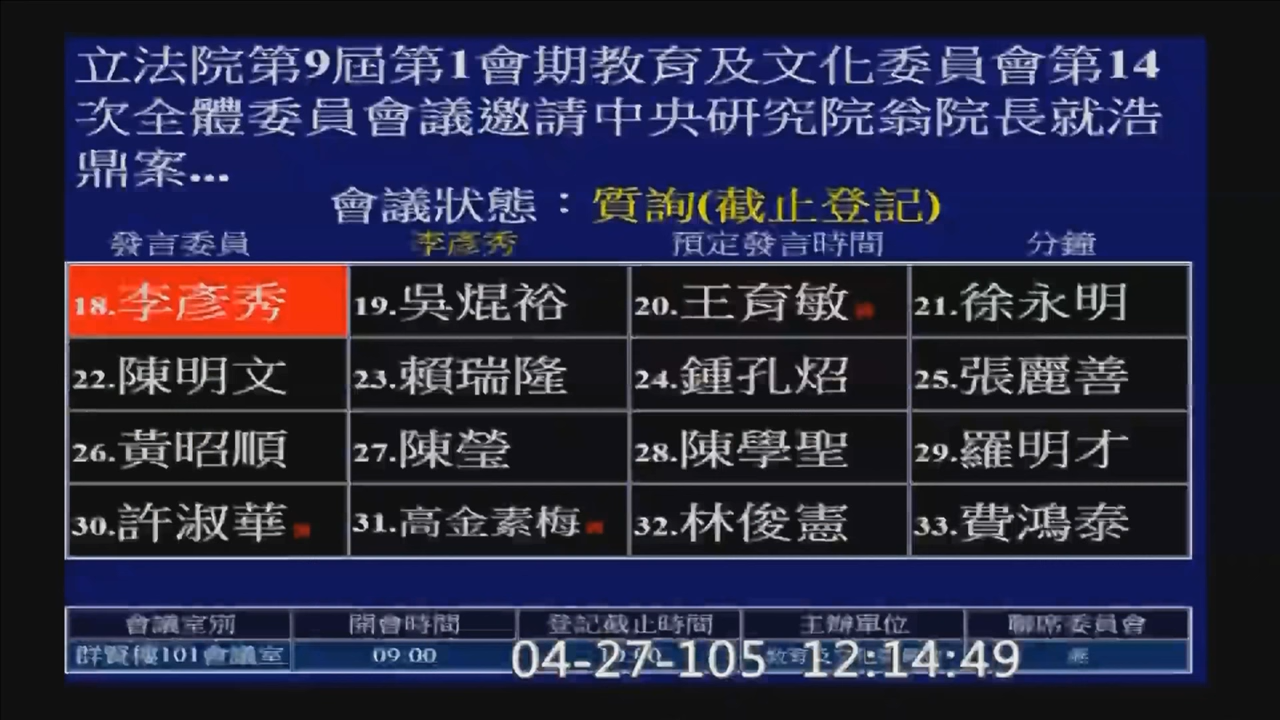 立法院第9屆第1會期教育及文化委員會第14
次全體委員會議邀請中央研究院翁院長就浩
鼎案...
會議狀態：質詢(截止登記)
發言委員 李彥秀 預定發言時間 分鐘
18.李彥秀 19.吳焜裕 20.王育敏 21.徐永明
22.陳明文 23.賴瑞隆 24.鍾孔炤 25.張麗善
26.黃昭順 27.陳瑩 28.陳學聖 29.羅明才
30.許淑華 31.高金素梅 32.林俊憲 33.費鴻泰
會議室別 開會時間 登記截止時間 主辦單位 聯席委員會
群賢樓101會議室 09:00
04-27-105 12:14:49